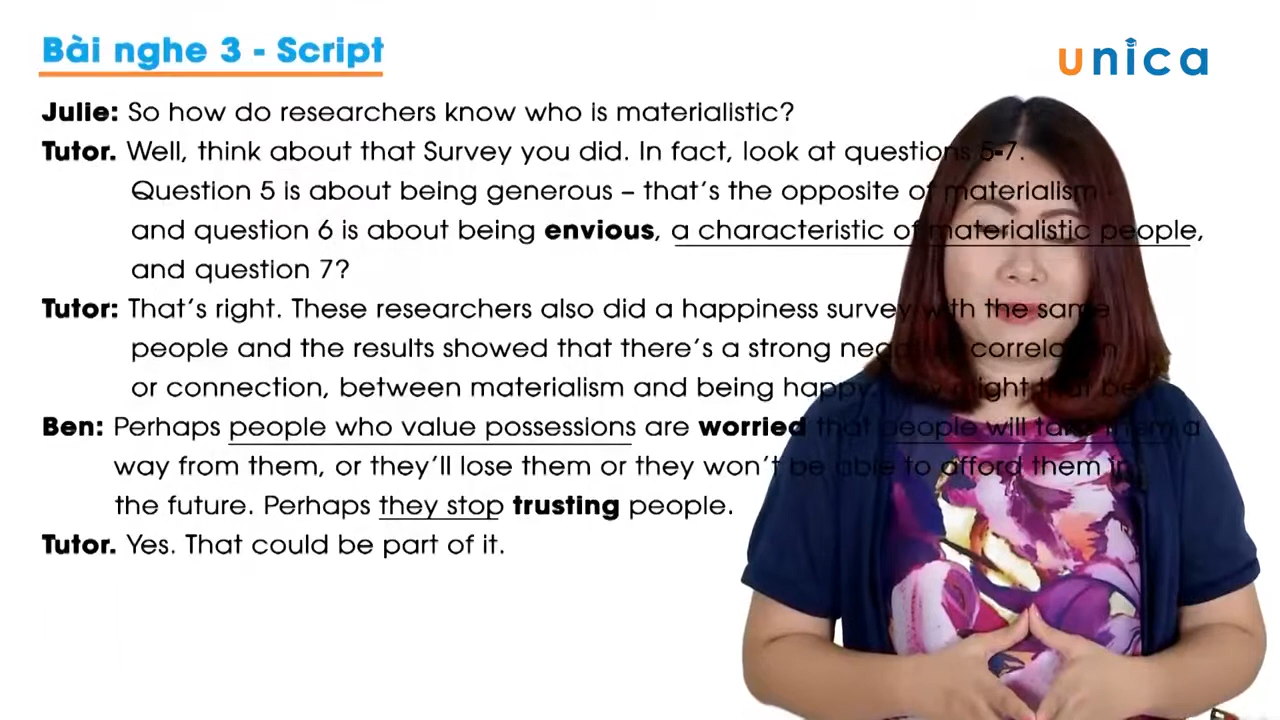 Bài nghe 3 - Script
unica
Julie: So how do researchers know who is materialistic?
Tutor. Well, think about that Survey you did. In fact, look at questions 5-7.
Question 5 is about being generous – that's the opposite of materialism -
and question 6 is about being envious, a characteristic of materialistic people,
and question 7?
Tutor: That's right. These researchers also did a happiness survey with the same
people and the results showed that there's a strong negative correlation
or connection, between materialism and being happy. might that be
Ben: Perhaps people who value possessions are worried that people will take them a
way from them, or they'll lose them or they won't be able to afford them in
the future. Perhaps they stop trusting people.
Tutor. Yes. That could be part of it.